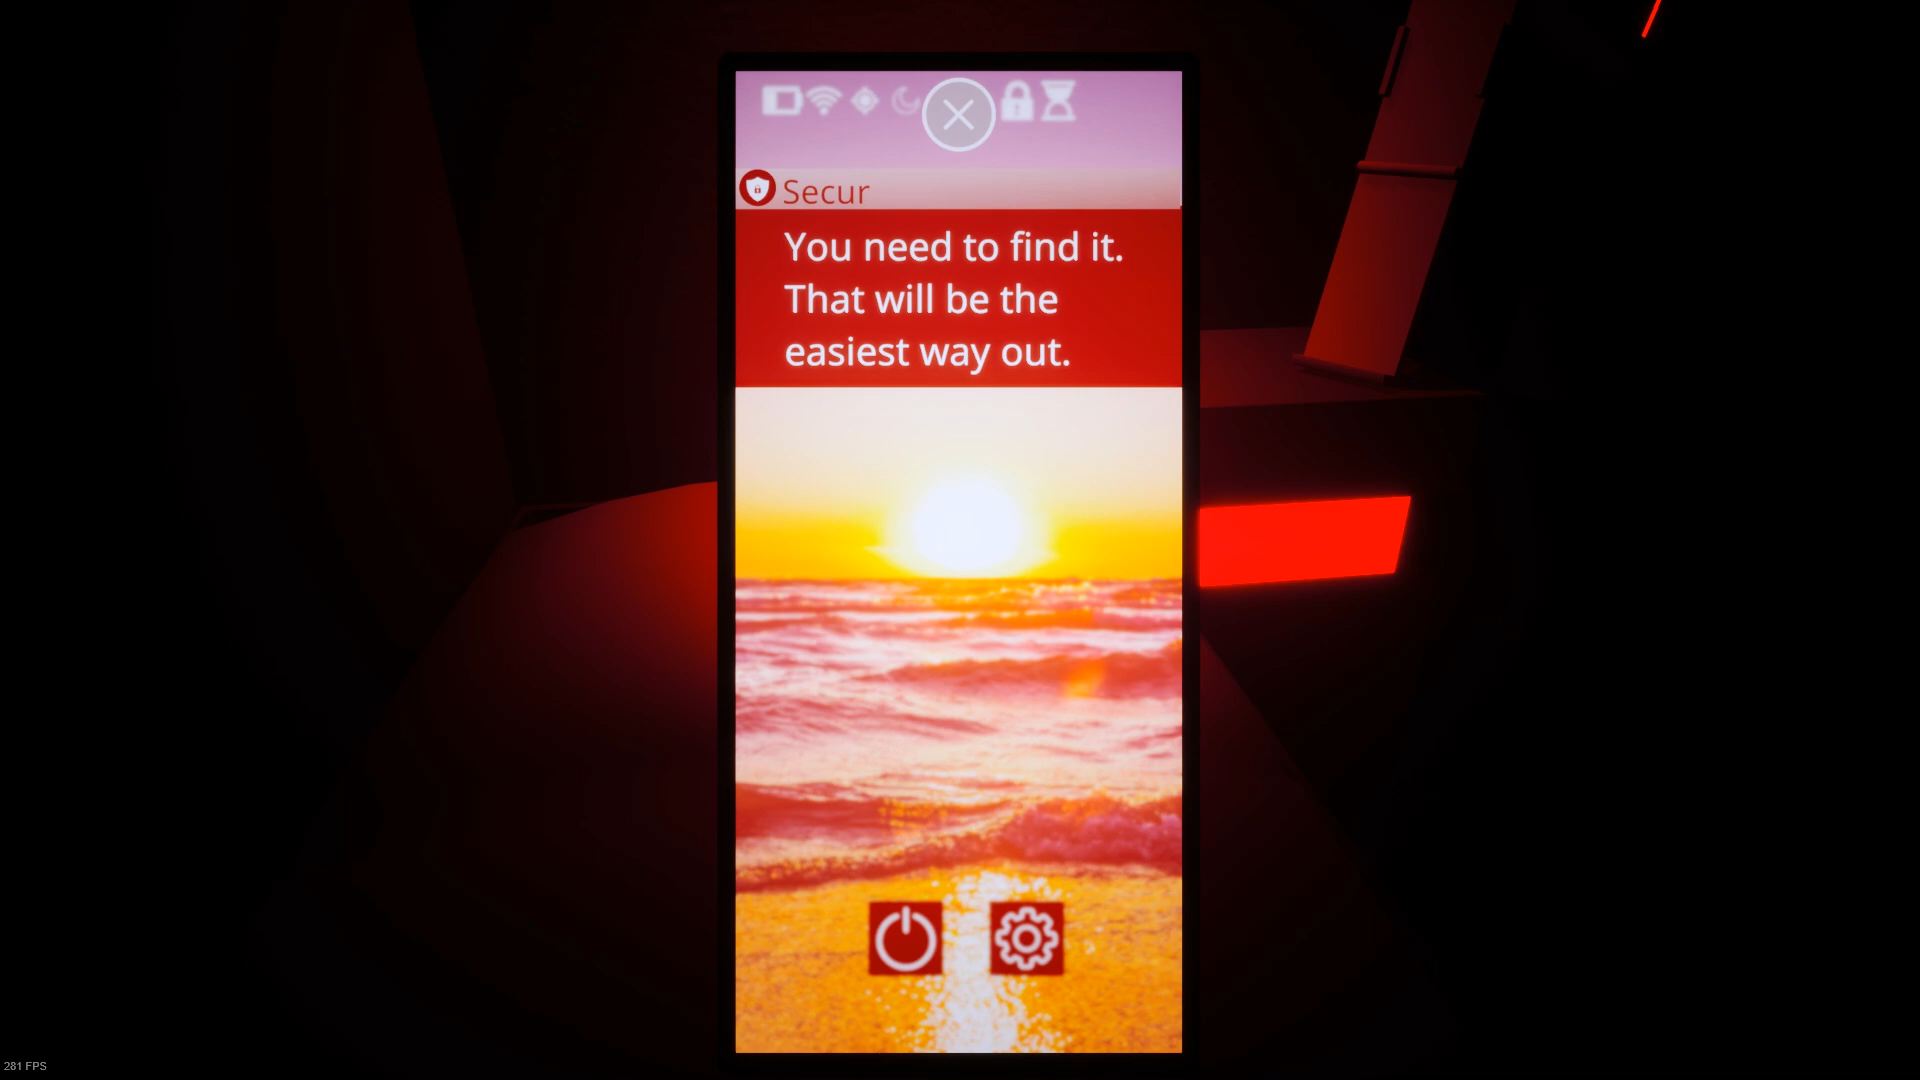 Secur
You need to find it.
That will be the
easiest way out.
281 FPS